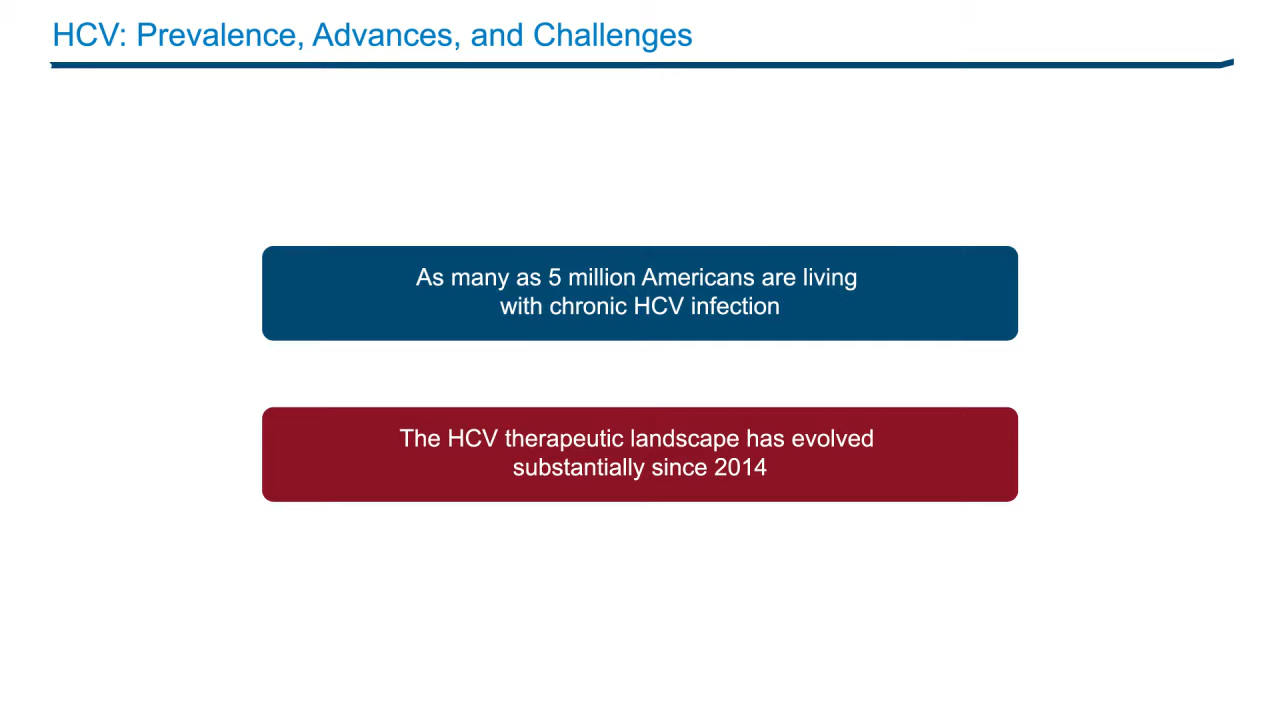 HCV: Prevalence, Advances, and Challenges
As many as 5 million Americans are living
with chronic HCV infection
The HCV therapeutic landscape has evolved
substantially since 2014